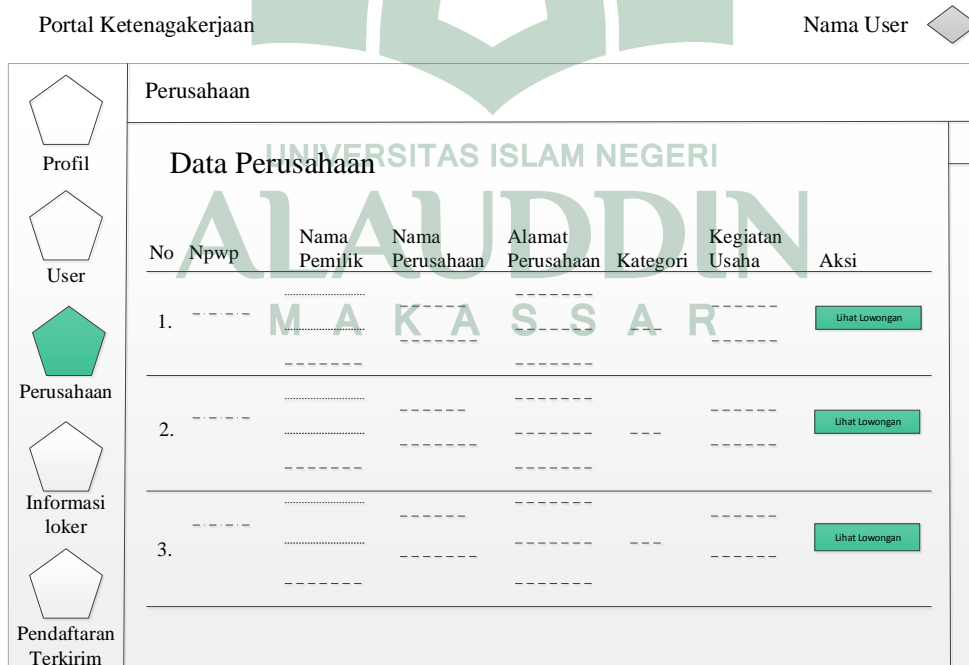 Portal Ketenagakerjaan
Nama User
Perusahaan
Profil
User
Perusahaan
Informasi
loker
Pendaftaran
Terkirim
UNIVERSITAS ISLAM NEGERI
ALAUDDIN
MAKASSAR
Data Perusahaan
No Npwp Nama Pemilik Nama Perusahaan Alamat Perusahaan Kategori Kegiatan Usaha Aksi
1. Lihat Lowongan
2. Lihat Lowongan
3. Lihat Lowongan